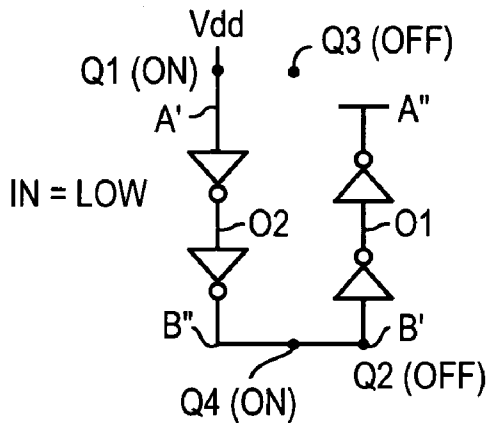 Vdd
Q3 (OFF)
Q1 (ON)
A'
A"
IN = LOW
O2
O1
B"
B'
Q2 (OFF)
Q4 (ON)